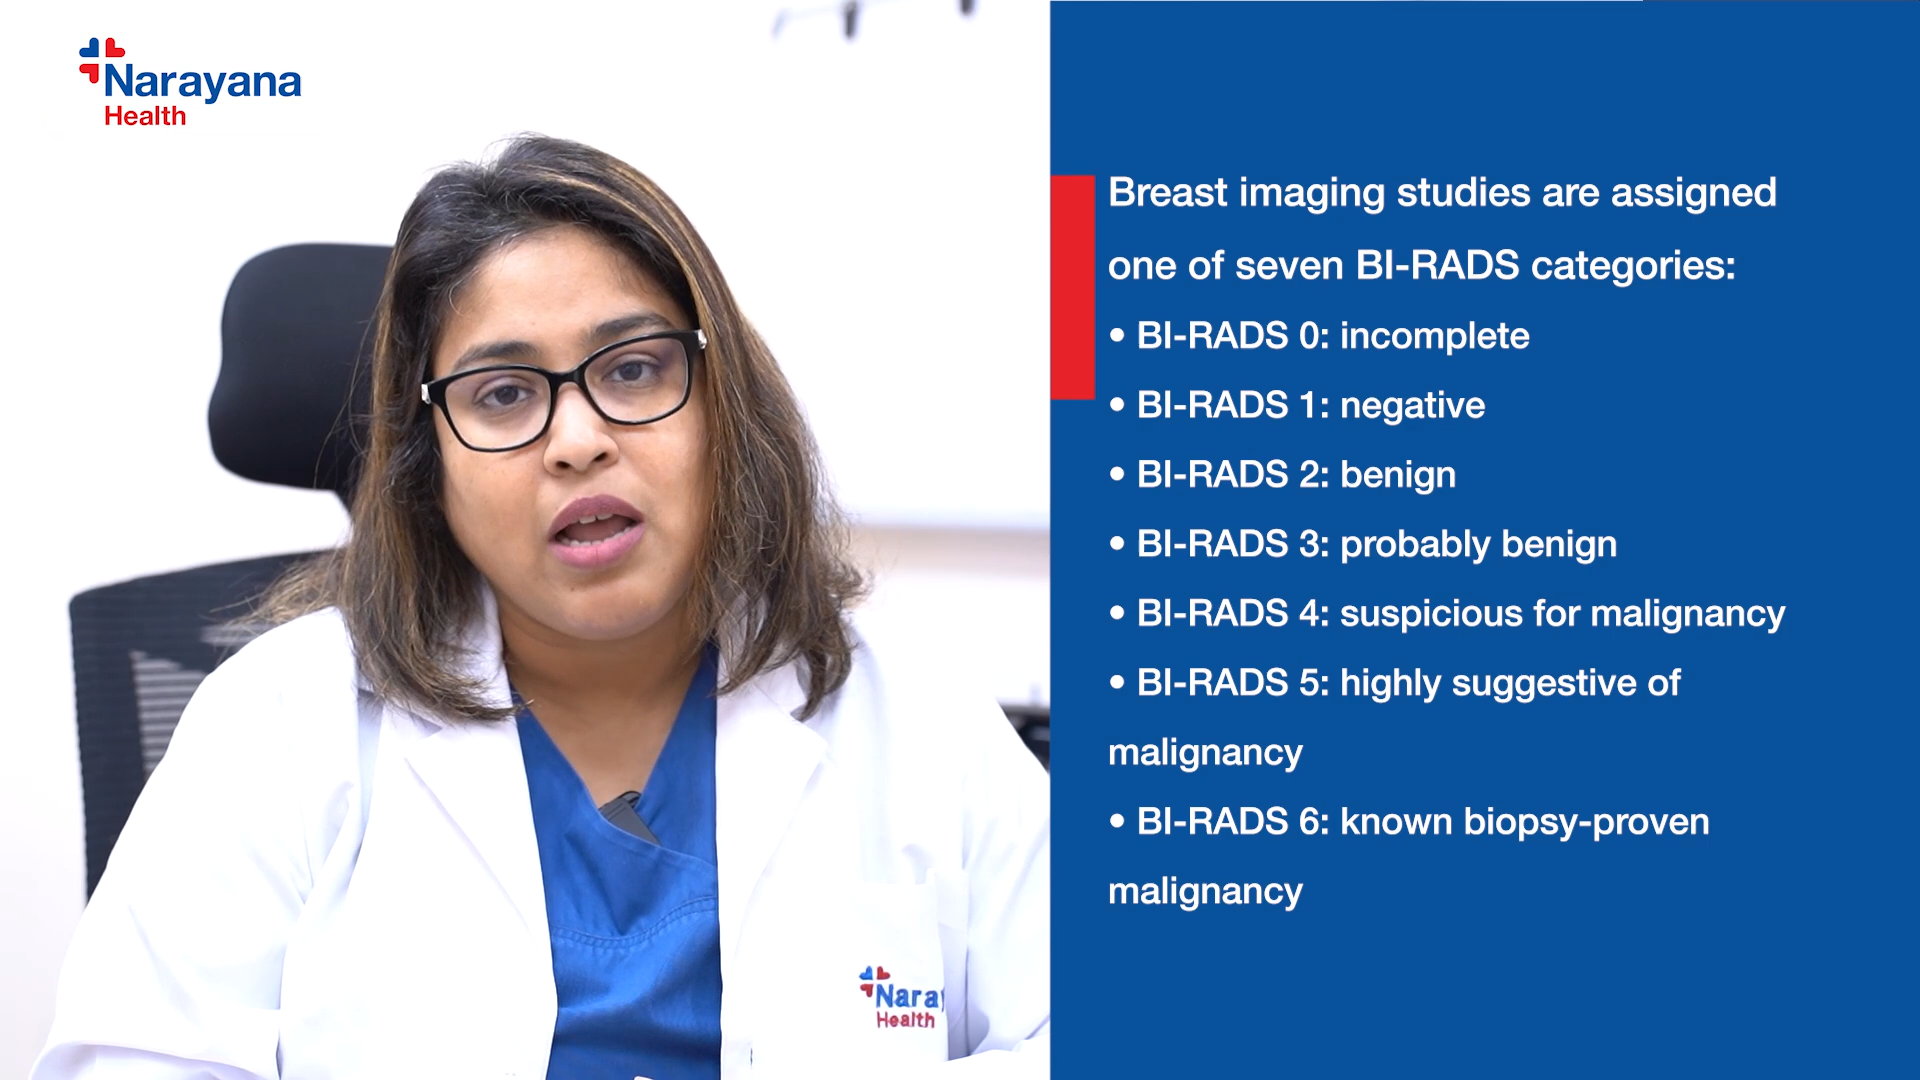 Narayana
Health
Breast imaging studies are assigned
one of seven BI-RADS categories:
• BI-RADS 0: incomplete
• BI-RADS 1: negative
• BI-RADS 2: benign
• BI-RADS 3: probably benign
• BI-RADS 4: suspicious for malignancy
• BI-RADS 5: highly suggestive of
malignancy
• BI-RADS 6: known biopsy-proven
malignancy
Nara
Health